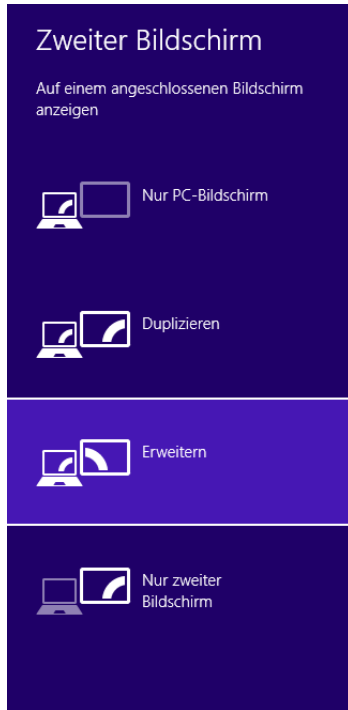 Zweiter Bildschirm
Auf einem angeschlossenen Bildschirm
anzeigen
Nur PC-Bildschirm
Duplizieren
Erweitern
Nur zweiter
Bildschirm